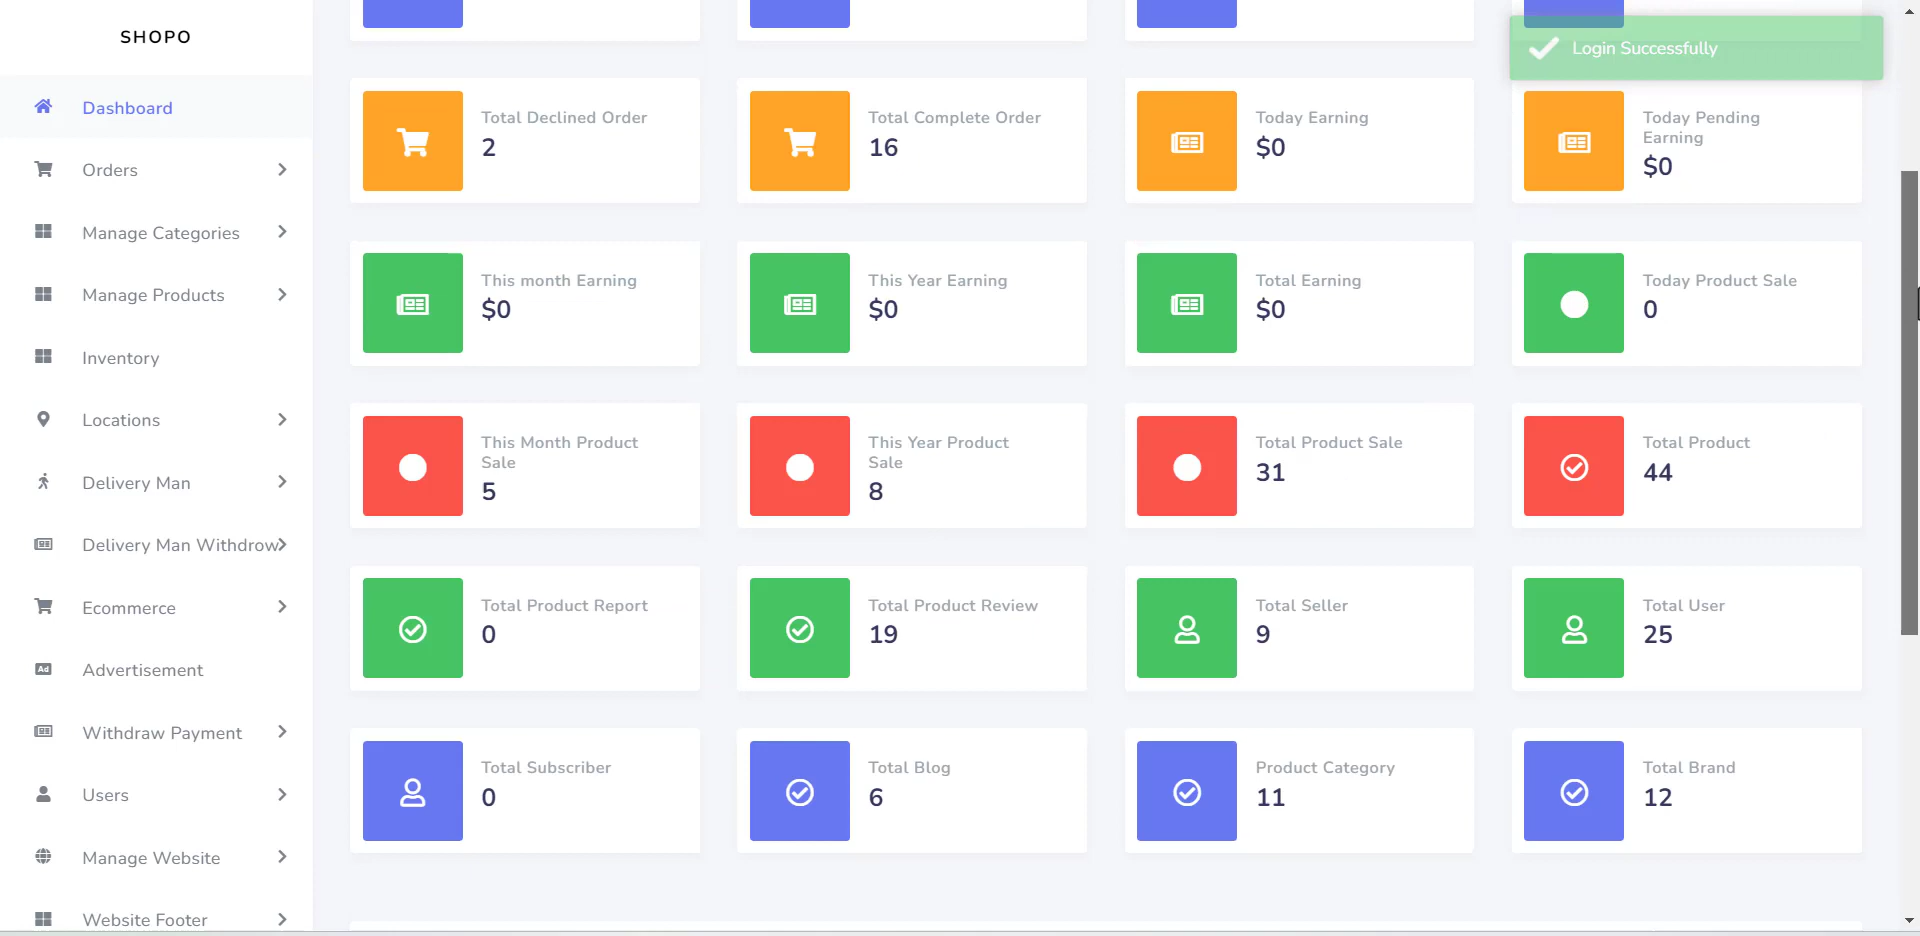 SHOPO
Login Successfully
Dashboard
Orders
Manage Categories
Manage Products
Inventory
Locations
Delivery Man
Delivery Man Withdrow
Ecommerce
Ad
Advertisement
Withdraw Payment
Users
Manage Website
Website Footer
Total Declined Order
2
Total Complete Order
16
Today Earning
$0
Today Pending
Earning
$0
This month Earning
$0
This Year Earning
$0
Total Earning
$0
Today Product Sale
0
This Month Product
Sale
5
This Year Product
Sale
8
Total Product Sale
31
Total Product
44
Total Product Report
0
Total Product Review
19
Total Seller
9
Total User
25
Total Subscriber
0
Total Blog
6
Product Category
11
Total Brand
12